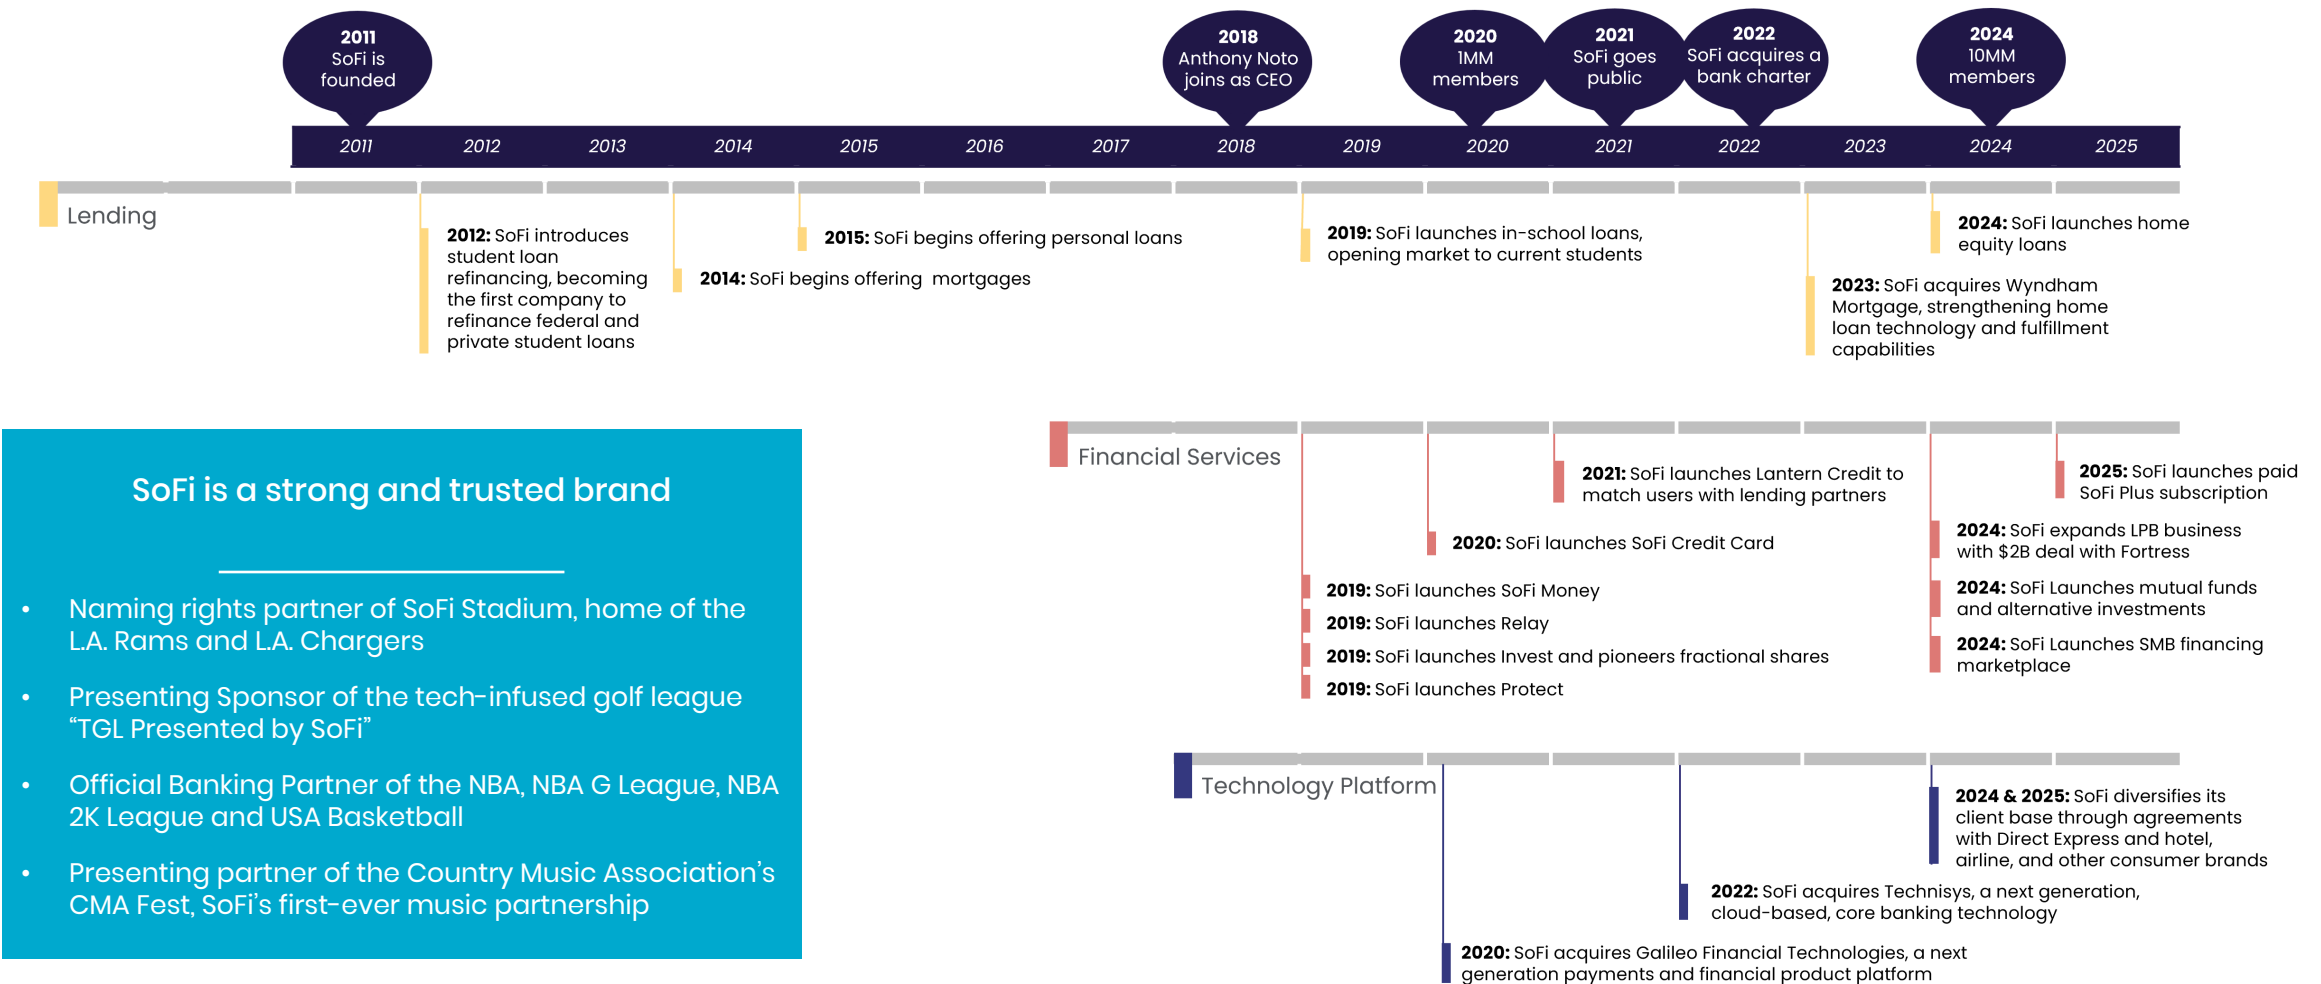 2011
SoFi is
founded
2018
Anthony Noto
joins as CEO
2020
1MM
members
2021
SoFi goes
public
2022
SoFi acquires a
bank charter
2024
10MM
members
2011 2012 2013 2014 2015 2016 2017 2018 2019 2020 2021 2022 2023 2024 2025
Lending
2012: SoFi introduces
student loan
refinancing, becoming
the first company to
refinance federal and
private student loans
2014: SoFi begins offering  mortgages
2015: SoFi begins offering personal loans
2019: SoFi launches in-school loans,
opening market to current students
2023: SoFi acquires Wyndham
Mortgage, strengthening home
loan technology and fulfillment
capabilities
2024: SoFi launches home
equity loans
SoFi is a strong and trusted brand
• Naming rights partner of SoFi Stadium, home of the
L.A. Rams and L.A. Chargers
• Presenting Sponsor of the tech-infused golf league
“TGL Presented by SoFi”
• Official Banking Partner of the NBA, NBA G League, NBA
2K League and USA Basketball
• Presenting partner of the Country Music Association’s
CMA Fest, SoFi’s first-ever music partnership
Financial Services
2019: SoFi launches SoFi Money
2019: SoFi launches Relay
2019: SoFi launches Invest and pioneers fractional shares
2019: SoFi launches Protect
2020: SoFi launches SoFi Credit Card
2021: SoFi launches Lantern Credit to
match users with lending partners
2025: SoFi launches paid
SoFi Plus subscription
2024: SoFi expands LPB business
with $2B deal with Fortress
2024: SoFi Launches mutual funds
and alternative investments
2024: SoFi Launches SMB financing
marketplace
Technology Platform
2024 & 2025: SoFi diversifies its
client base through agreements
with Direct Express and hotel,
airline, and other consumer brands
2022: SoFi acquires Technisys, a next generation,
cloud-based, core banking technology
2020: SoFi acquires Galileo Financial Technologies, a next
generation payments and financial product platform